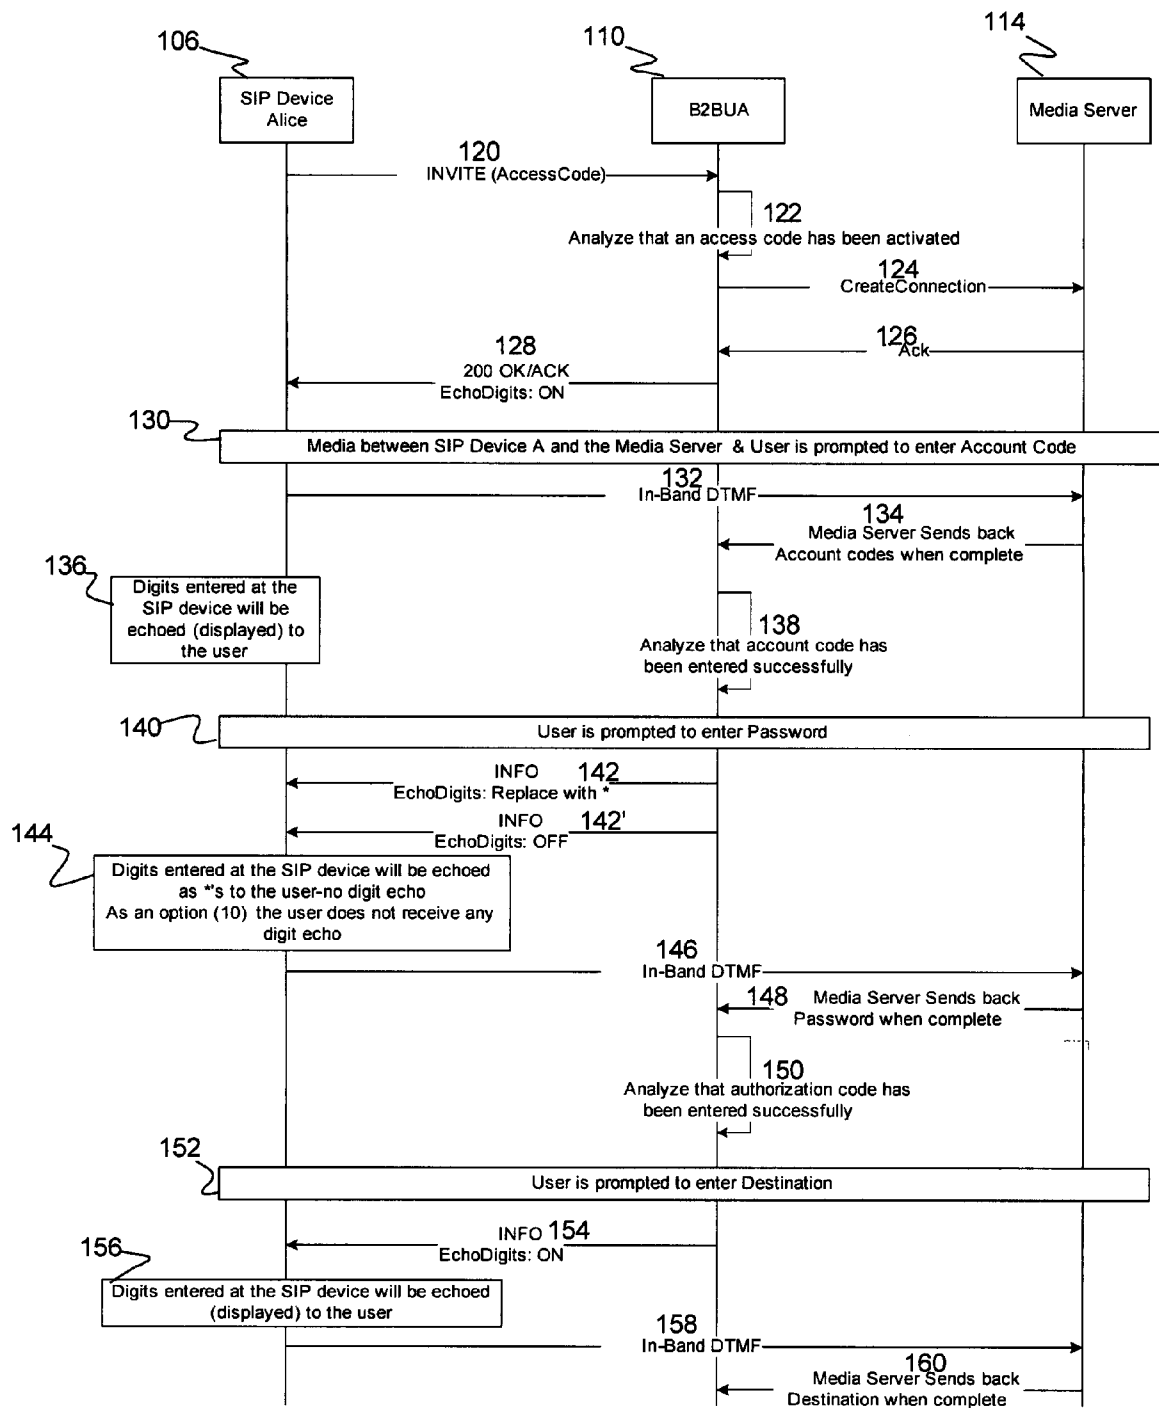 106
110
114
SIP Device
Alice
B2BUA
Media Server
120
INVITE (AccessCode)
122
Analyze that an access code has been activated
124
CreateConnection
126
Ack
128
200 OK/ACK
EchoDigits: ON
130
Media between SIP Device A and the Media Server & User is prompted to enter Account Code
132
In-Band DTMF
134
Media Server Sends back
Account codes when complete
136
Digits entered at the
SIP device will be
echoed (displayed) to
the user
138
Analyze that account code has
been entered successfully
140
User is prompted to enter Password
INFO 142
EchoDigits: Replace with *
INFO 142'
EchoDigits: OFF
144
Digits entered at the SIP device will be echoed
as *'s to the user-no digit echo
As an option (10) the user does not receive any
digit echo
146
In-Band DTMF
148 Media Server Sends back
Password when complete
150
Analyze that authorization code has
been entered successfully
152
User is prompted to enter Destination
INFO 154
EchoDigits: ON
156
Digits entered at the SIP device will be echoed
(displayed) to the user
158
In-Band DTMF
160
Media Server Sends back
Destination when complete